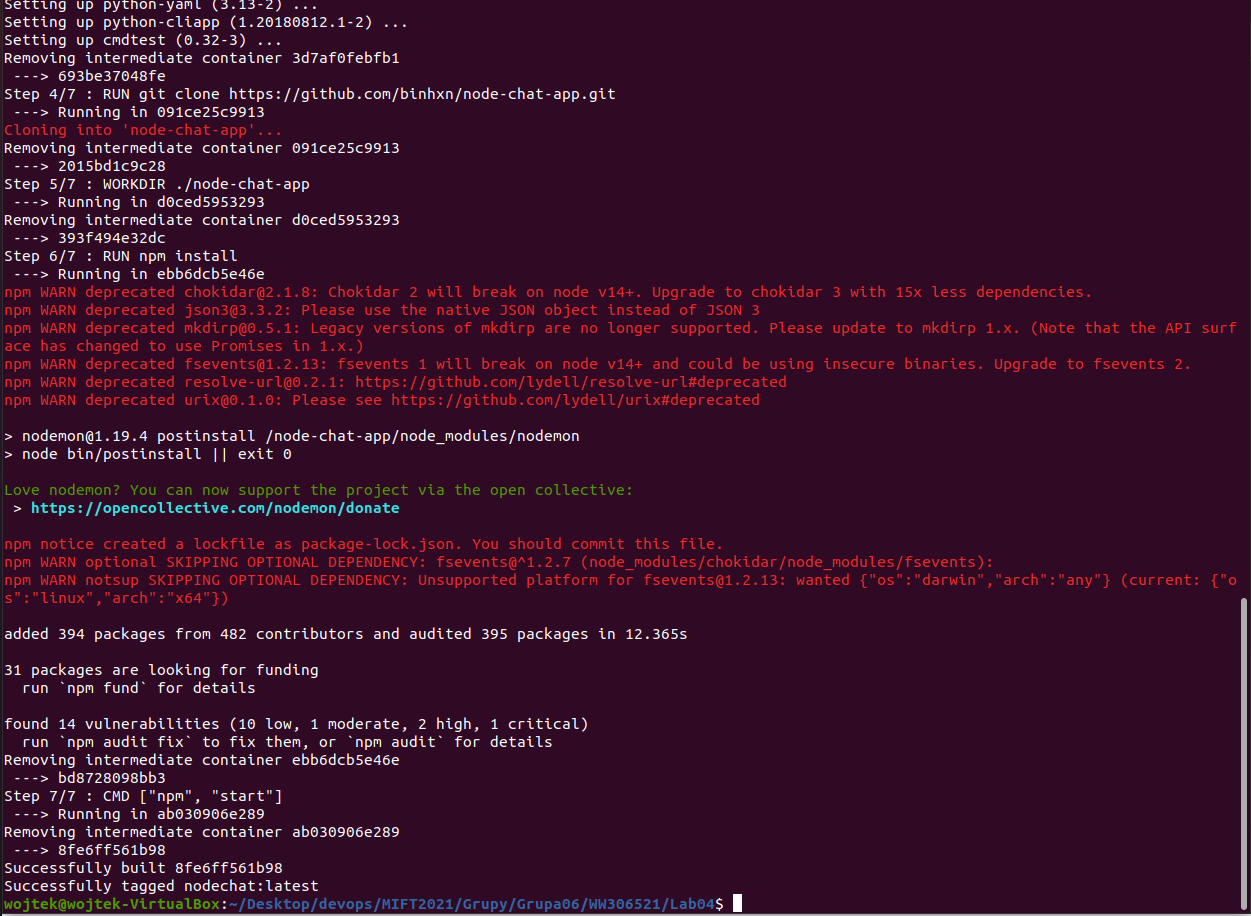 Setting up python-yaml (3.13-2) ...
Setting up python-cliapp (1.20180812.1-2) ...
Setting up cmdtest (0.32-3) ...
Removing intermediate container 3d7af0febfb1
 ---> 693be37048fe
Step 4/7 : RUN git clone https://github.com/binhxn/node-chat-app.git
 ---> Running in 091ce25c9913
Cloning into 'node-chat-app'...
Removing intermediate container 091ce25c9913
 ---> 2015bd1c9c28
Step 5/7 : WORKDIR ./node-chat-app
 ---> Running in d0ced5953293
Removing intermediate container d0ced5953293
 ---> 393f494e32dc
Step 6/7 : RUN npm install
 ---> Running in ebb6dcb5e46e
npm WARN deprecated chokidar@2.1.8: Chokidar 2 will break on node v14+. Upgrade to chokidar 3 with 15x less dependencies.
npm WARN deprecated json3@3.3.2: Please use the native JSON object instead of JSON 3
npm WARN deprecated mkdirp@0.5.1: Legacy versions of mkdirp are no longer supported. Please update to mkdirp 1.x. (Note that the API surf
ace has changed to use Promises in 1.x.)
npm WARN deprecated fsevents@1.2.13: fsevents 1 will break on node v14+ and could be using insecure binaries. Upgrade to fsevents 2.
npm WARN deprecated resolve-url@0.2.1: https://github.com/lydell/resolve-url#deprecated
npm WARN deprecated urix@0.1.0: Please see https://github.com/lydell/urix#deprecated
> nodemon@1.19.4 postinstall /node-chat-app/node_modules/nodemon
> node bin/postinstall || exit 0
Love nodemon? You can now support the project via the open collective:
 > https://opencollective.com/nodemon/donate
npm notice created a lockfile as package-lock.json. You should commit this file.
npm WARN optional SKIPPING OPTIONAL DEPENDENCY: fsevents@^1.2.7 (node_modules/chokidar/node_modules/fsevents):
npm WARN notsup SKIPPING OPTIONAL DEPENDENCY: Unsupported platform for fsevents@1.2.13: wanted {"os":"darwin","arch":"any"} (current: {"o
s":"linux","arch":"x64"})
added 394 packages from 482 contributors and audited 395 packages in 12.365s
31 packages are looking for funding
  run `npm fund` for details
found 14 vulnerabilities (10 low, 1 moderate, 2 high, 1 critical)
  run `npm audit fix` to fix them, or `npm audit` for details
Removing intermediate container ebb6dcb5e46e
 ---> bd8728098bb3
Step 7/7 : CMD ["npm", "start"]
 ---> Running in ab030906e289
Removing intermediate container ab030906e289
 ---> 8fe6ff561b98
Successfully built 8fe6ff561b98
Successfully tagged nodechat:latest
wojtek@wojtek-VirtualBox:~/Desktop/devops/MIFT2021/Grupy/Grupa06/WW306521/Lab04$